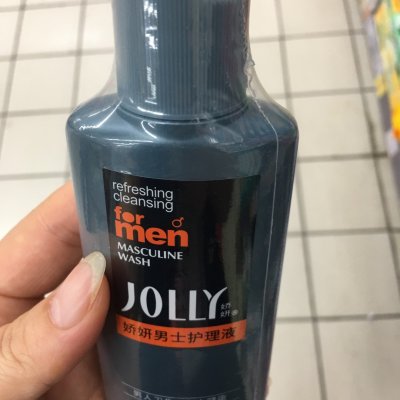 refreshing
cleansing
for
men
MASCULINE
WASH
JOLLY
娇妍男士护理液